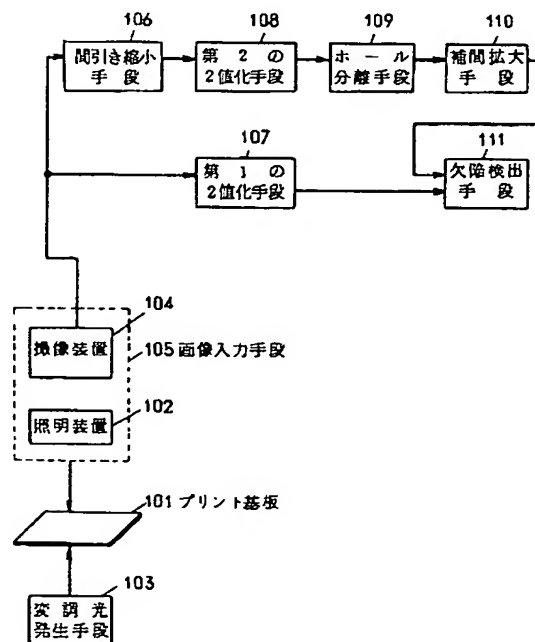 106
108
109
110
間引き縮小
手段
第2の
2値化手段
ホール
分離手段
補間拡大
手段
107
111
第1の
2値化手段
欠陥検出
手段
104
撮像装置
105 画像入力手段
102
照明装置
101 プリント基板
103
変調光
発生手段